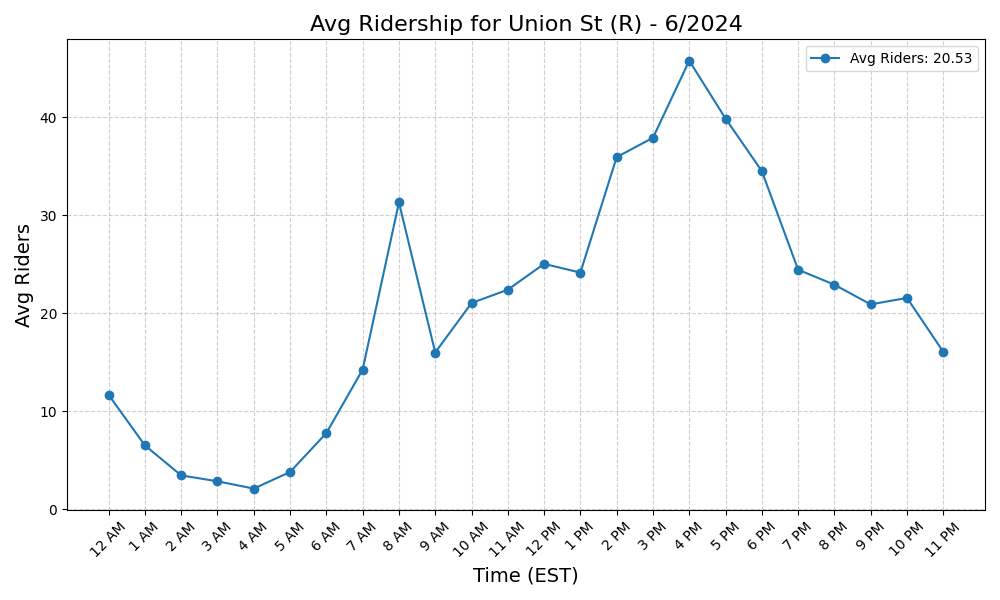 Avg Ridership for Union St (R) - 6/2024
Avg Riders: 20.53
Avg Riders
40
30
20
10
0
12 AM
1 AM
2 AM
3 AM
4 AM
5 AM
6 AM
7 AM
8 AM
9 AM
10 AM
11 AM
12 PM
1 PM
2 PM
3 PM
4 PM
5 PM
6 PM
7 PM
8 PM
9 PM
10 PM
11 PM
Time (EST)